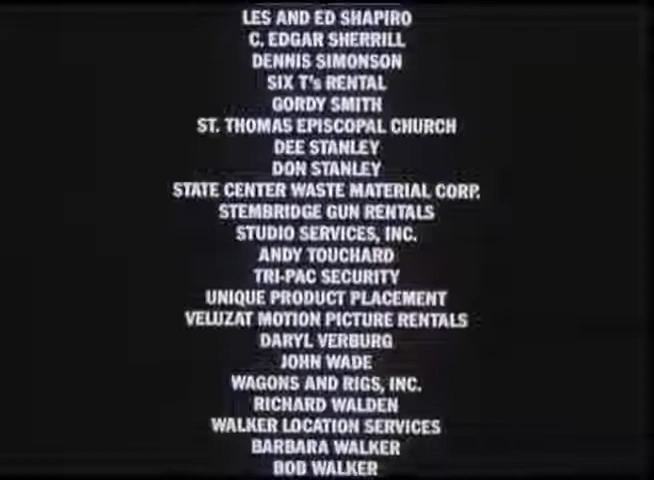 LES AND ED SHAPIRO
C. EDGAR SHERRILL
DENNIS SIMONSON
SIX T's RENTAL
GORDY SMITH
ST. THOMAS EPISCOPAL CHURCH
DEE STANLEY
DON STANLEY
STATE CENTER WASTE MATERIAL CORP.
STEMBRIDGE GUN RENTALS
STUDIO SERVICES, INC.
ANDY TOUCHARD
TRI-PAC SECURITY
UNIQUE PRODUCT PLACEMENT
VELUZAT MOTION PICTURE RENTALS
DARYL VERBURG
JOHN WADE
WAGONS AND RIGS, INC.
RICHARD WALDEN
WALKER LOCATION SERVICES
BARBARA WALKER
BOB WALKER